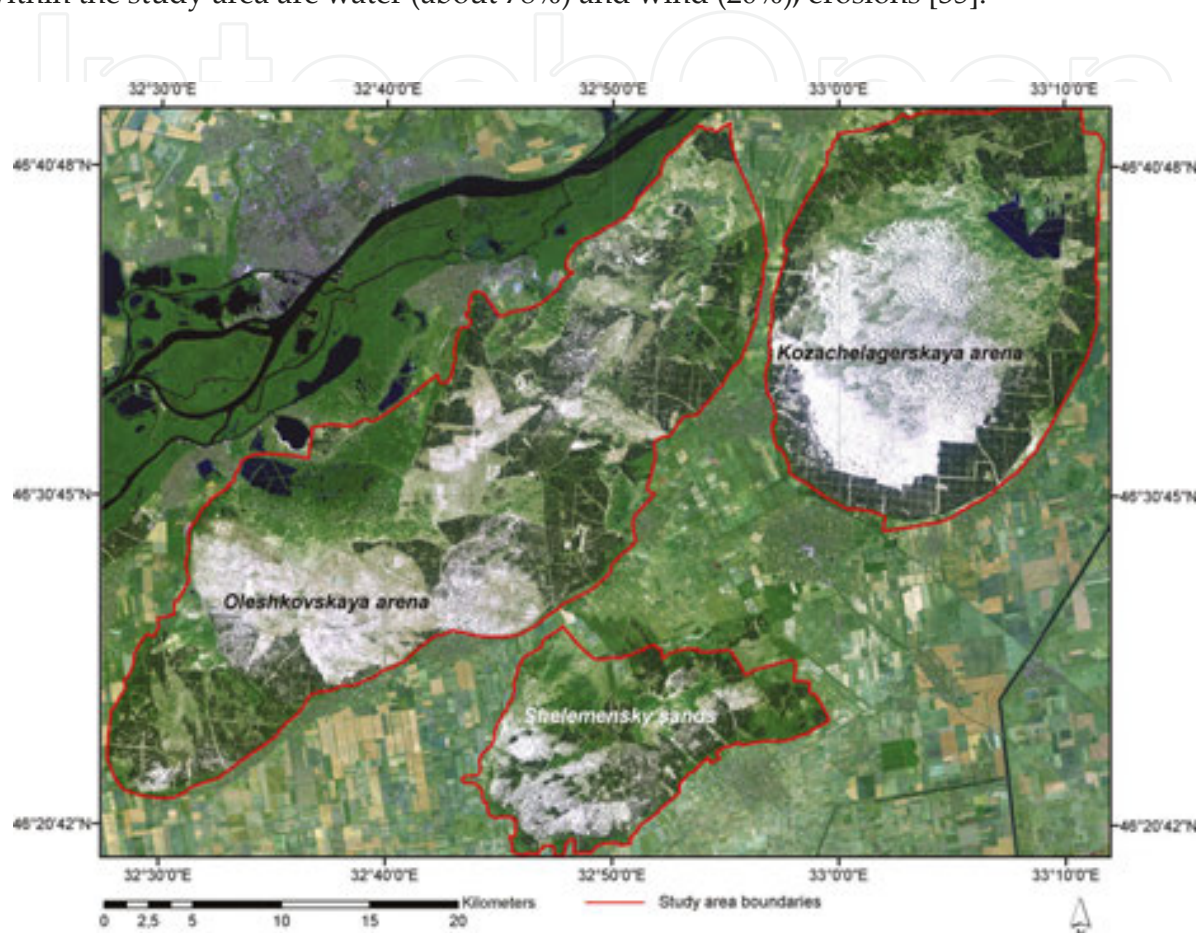 within the study area are water (about 78%) and wind (20%), erosions [35].
IntechOpen
32°30'0"E 32°40'0"E 32°50'0"E 33°0'0"E 33°10'0"E
46°40'48"N 46°40'48"N
Kozachelagerskaya arena
46°30'45"N 46°30'45"N
Oleshkovskaya arena
Shelemensky sands
46°20'42"N 46°20'42"N
32°30'0"E 32°40'0"E 32°50'0"E 33°0'0"E 33°10'0"E
Kilometers Study area boundaries
0 2,5 5 10 15 20
N